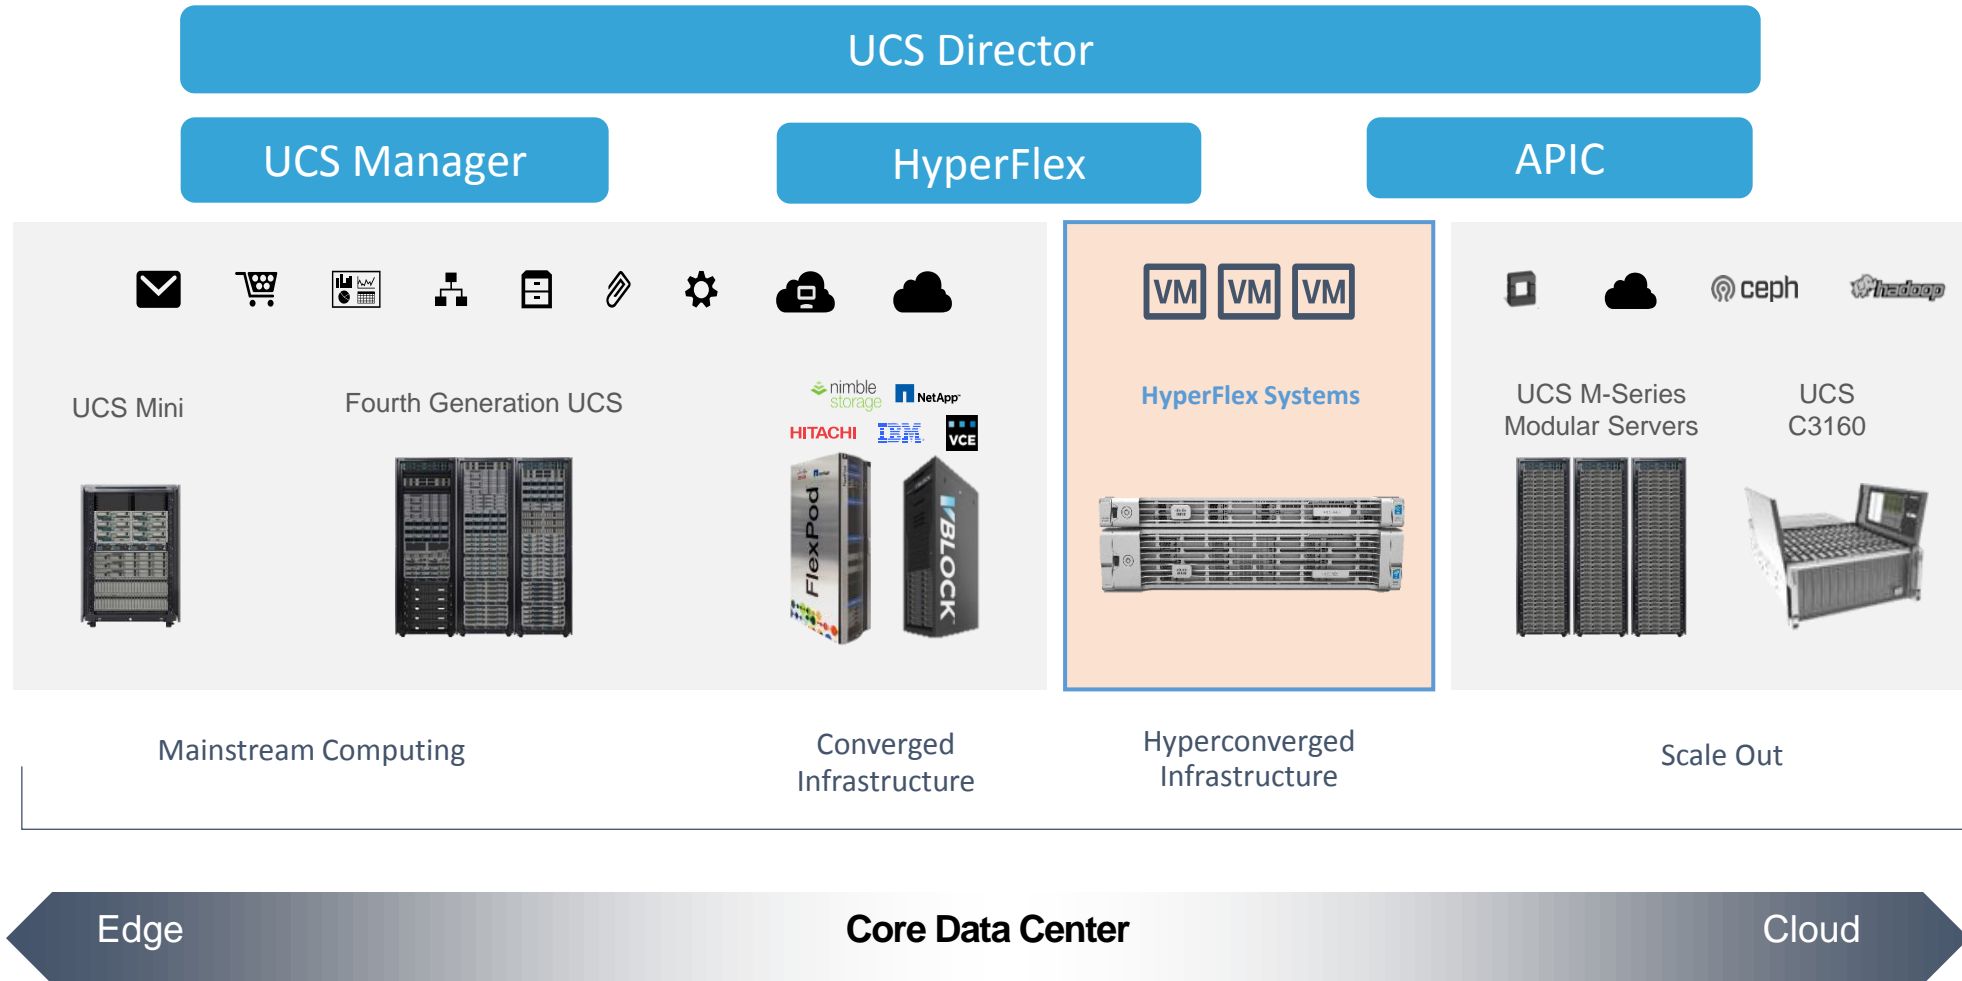 UCS Director
UCS Manager
HyperFlex
APIC
VM VM VM
ceph
hadoop
UCS Mini
Fourth Generation UCS
nimble
storage
NetApp
HITACHI
IBM
VCE
FlexPod
VBLOCK
HyperFlex Systems
UCS M-Series
Modular Servers
UCS
C3160
Mainstream Computing
Converged
Infrastructure
Hyperconverged
Infrastructure
Scale Out
Edge
Core Data Center
Cloud